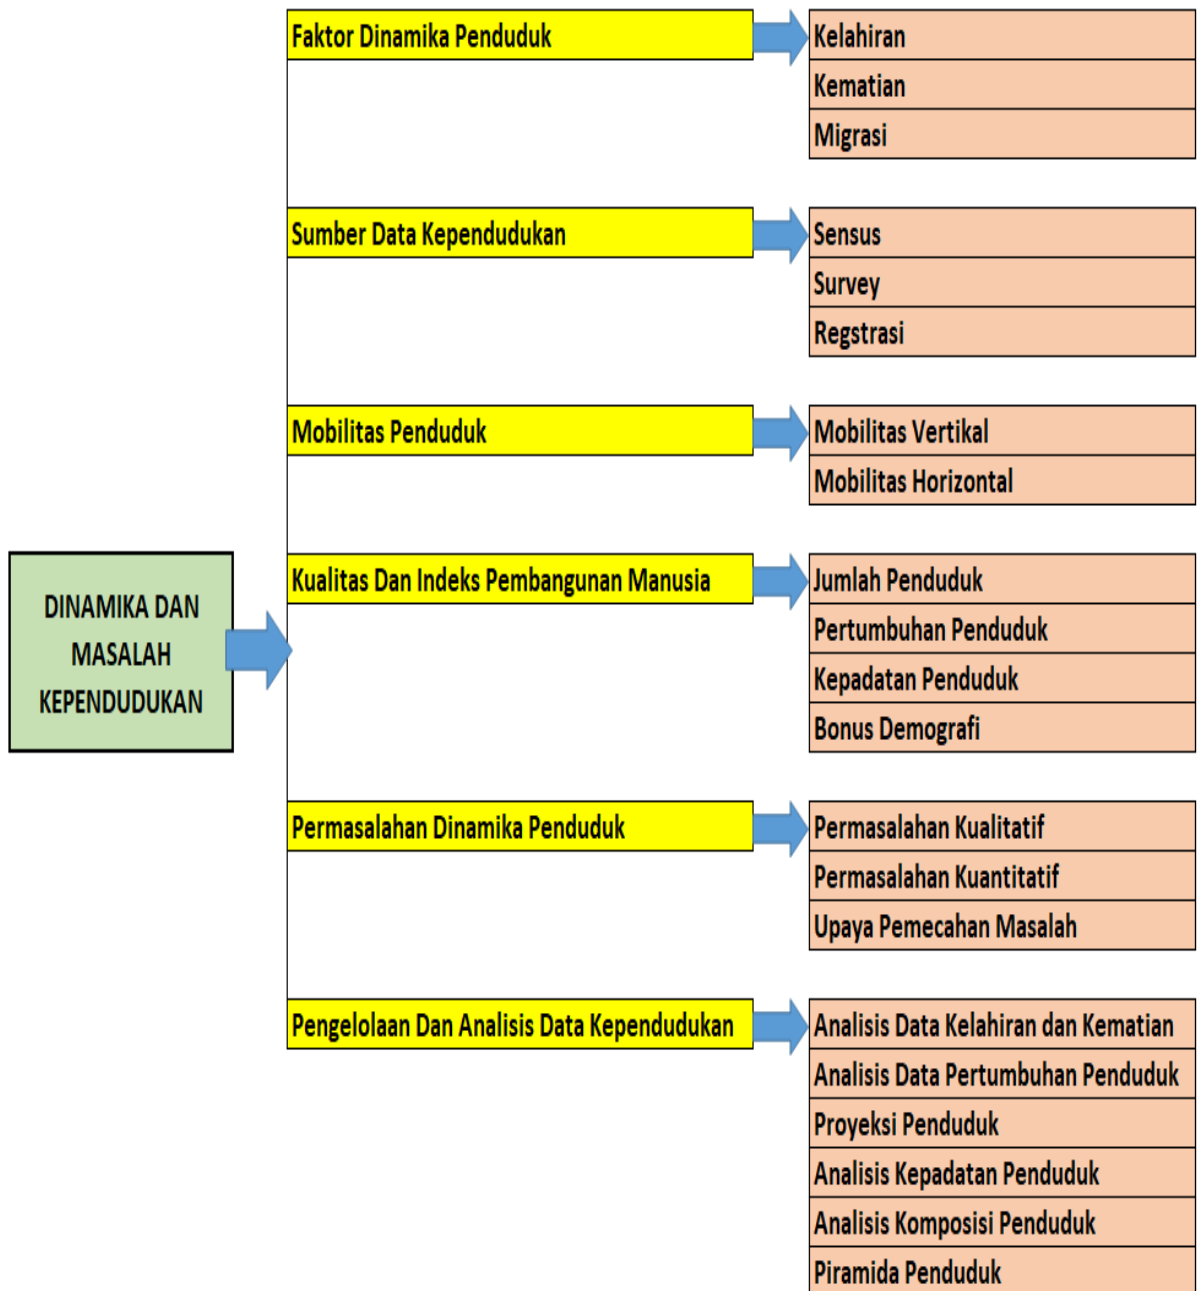 Faktor Dinamika Penduduk
Kelahiran
Kematian
Migrasi
Sumber Data Kependudukan
Sensus
Survey
Regstrasi
Mobilitas Penduduk
Mobilitas Vertikal
Mobilitas Horizontal
DINAMIKA DAN
MASALAH
KEPENDUDUKAN
Kualitas Dan Indeks Pembangunan Manusia
Jumlah Penduduk
Pertumbuhan Penduduk
Kepadatan Penduduk
Bonus Demografi
Permasalahan Dinamika Penduduk
Permasalahan Kualitatif
Permasalahan Kuantitatif
Upaya Pemecahan Masalah
Pengelolaan Dan Analisis Data Kependudukan
Analisis Data Kelahiran dan Kematian
Analisis Data Pertumbuhan Penduduk
Proyeksi Penduduk
Analisis Kepadatan Penduduk
Analisis Komposisi Penduduk
Piramida Penduduk